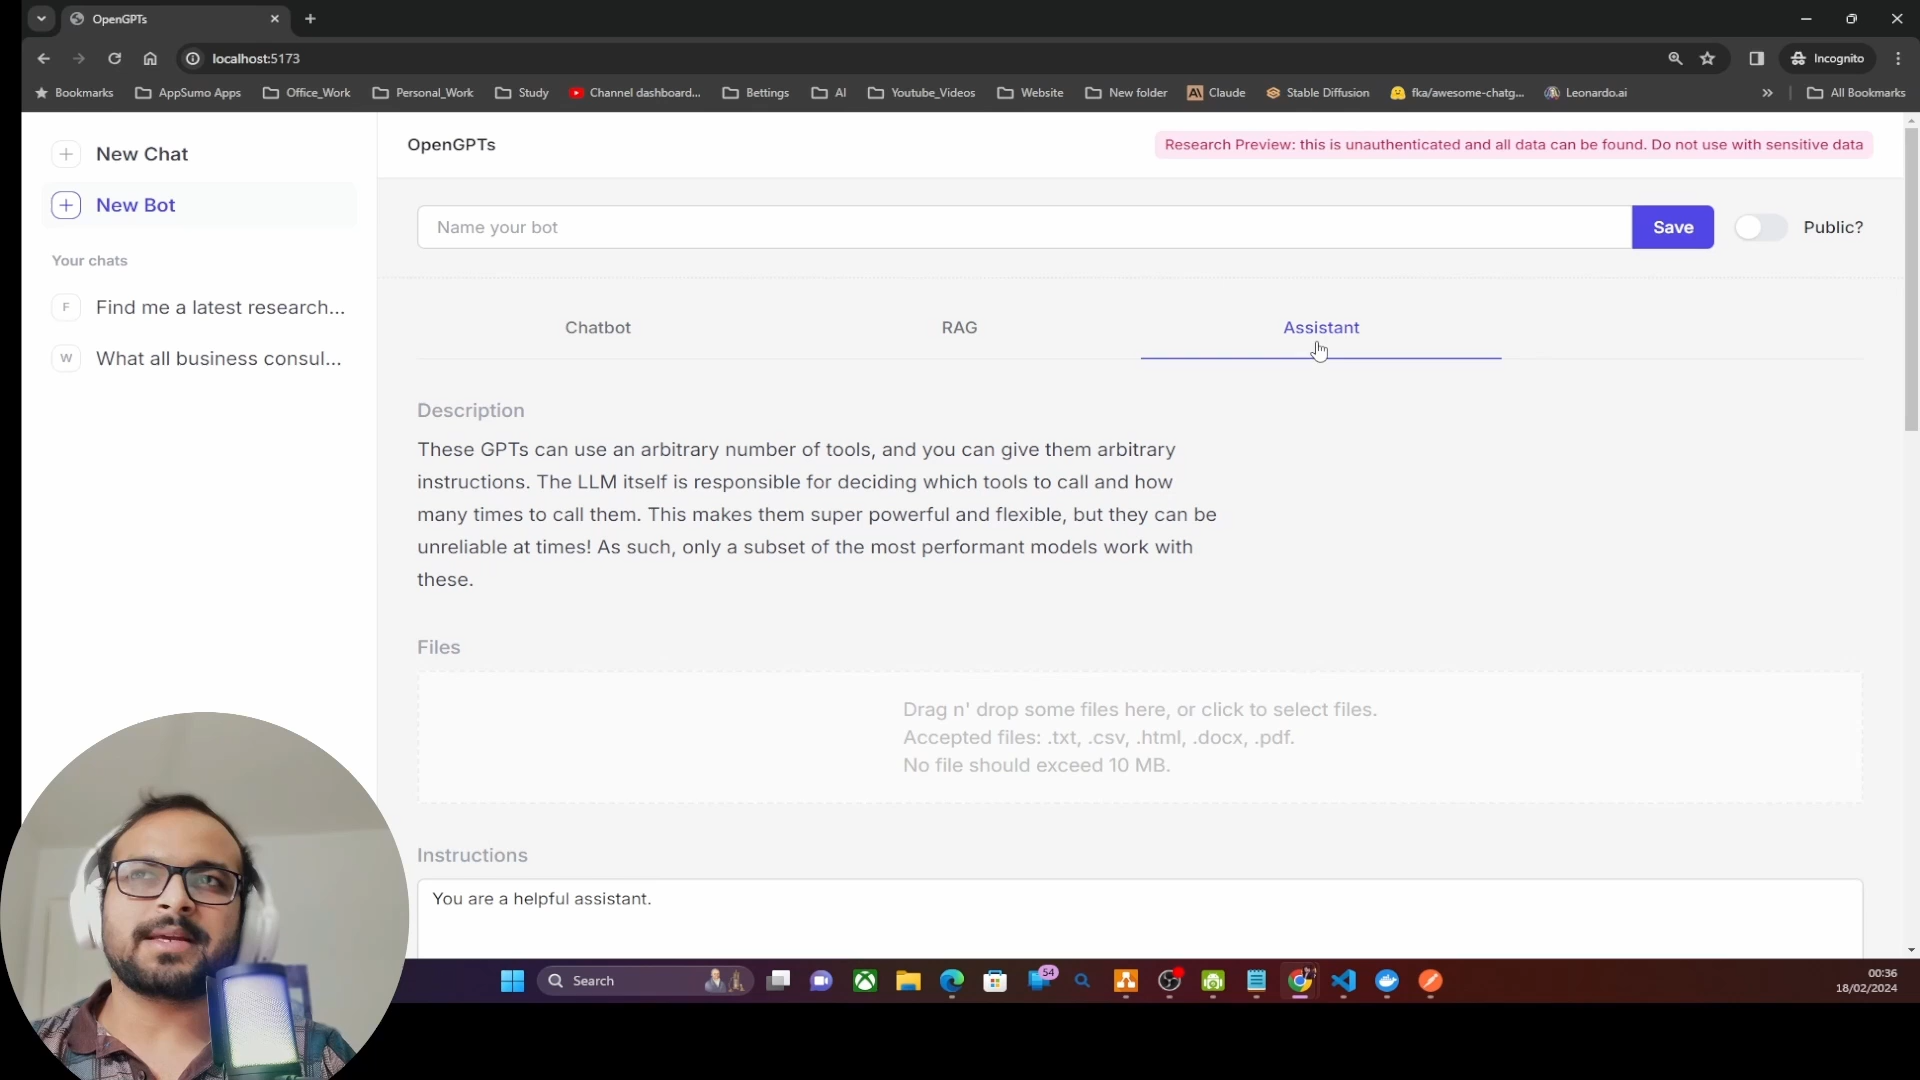 OpenGPTs
localhost:5173
Incognito
Bookmarks
AppSumo Apps
Office_Work
Personal_Work
Study
Channel dashboard...
Bettings
AI
Youtube_Videos
Website
New folder
Claude
Stable Diffusion
fka/awesome-chatg...
Leonardo.ai
»
All Bookmarks
New Chat
New Bot
Your chats
F
Find me a latest research...
W
What all business consul...
OpenGPTs
Research Preview: this is unauthenticated and all data can be found. Do not use with sensitive data
Name your bot
Save
Public?
Chatbot
RAG
Assistant
Description
These GPTs can use an arbitrary number of tools, and you can give them arbitrary
instructions. The LLM itself is responsible for deciding which tools to call and how
many times to call them. This makes them super powerful and flexible, but they can be
unreliable at times! As such, only a subset of the most performant models work with
these.
Files
Drag n' drop some files here, or click to select files.
Accepted files: .txt, .csv, .html, .docx, .pdf.
No file should exceed 10 MB.
Instructions
You are a helpful assistant.
Search
54
00:36
18/02/2024